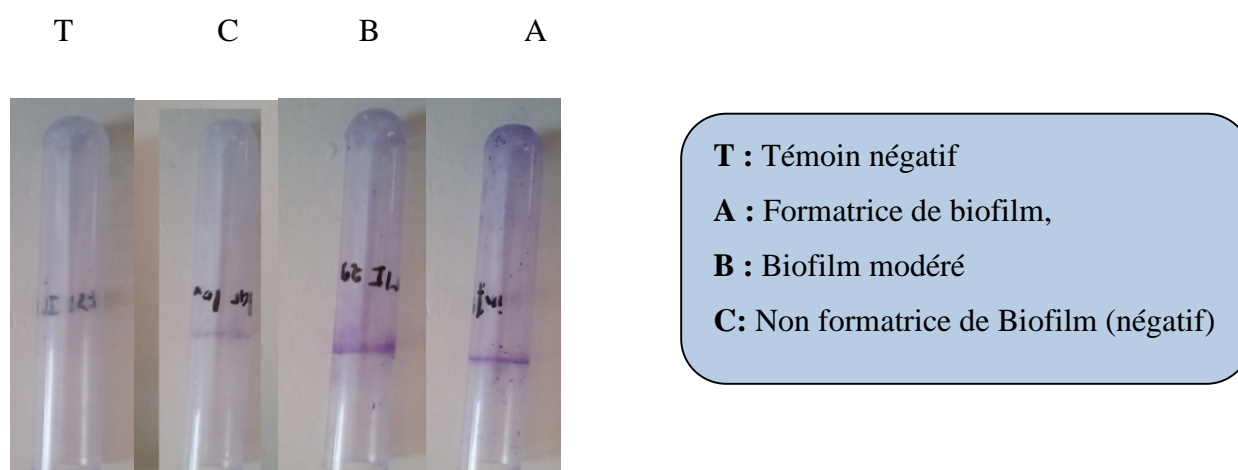 T C B A
T : Témoin négatif
A : Formatrice de biofilm,
B : Biofilm modéré
C: Non formatrice de Biofilm (négatif)